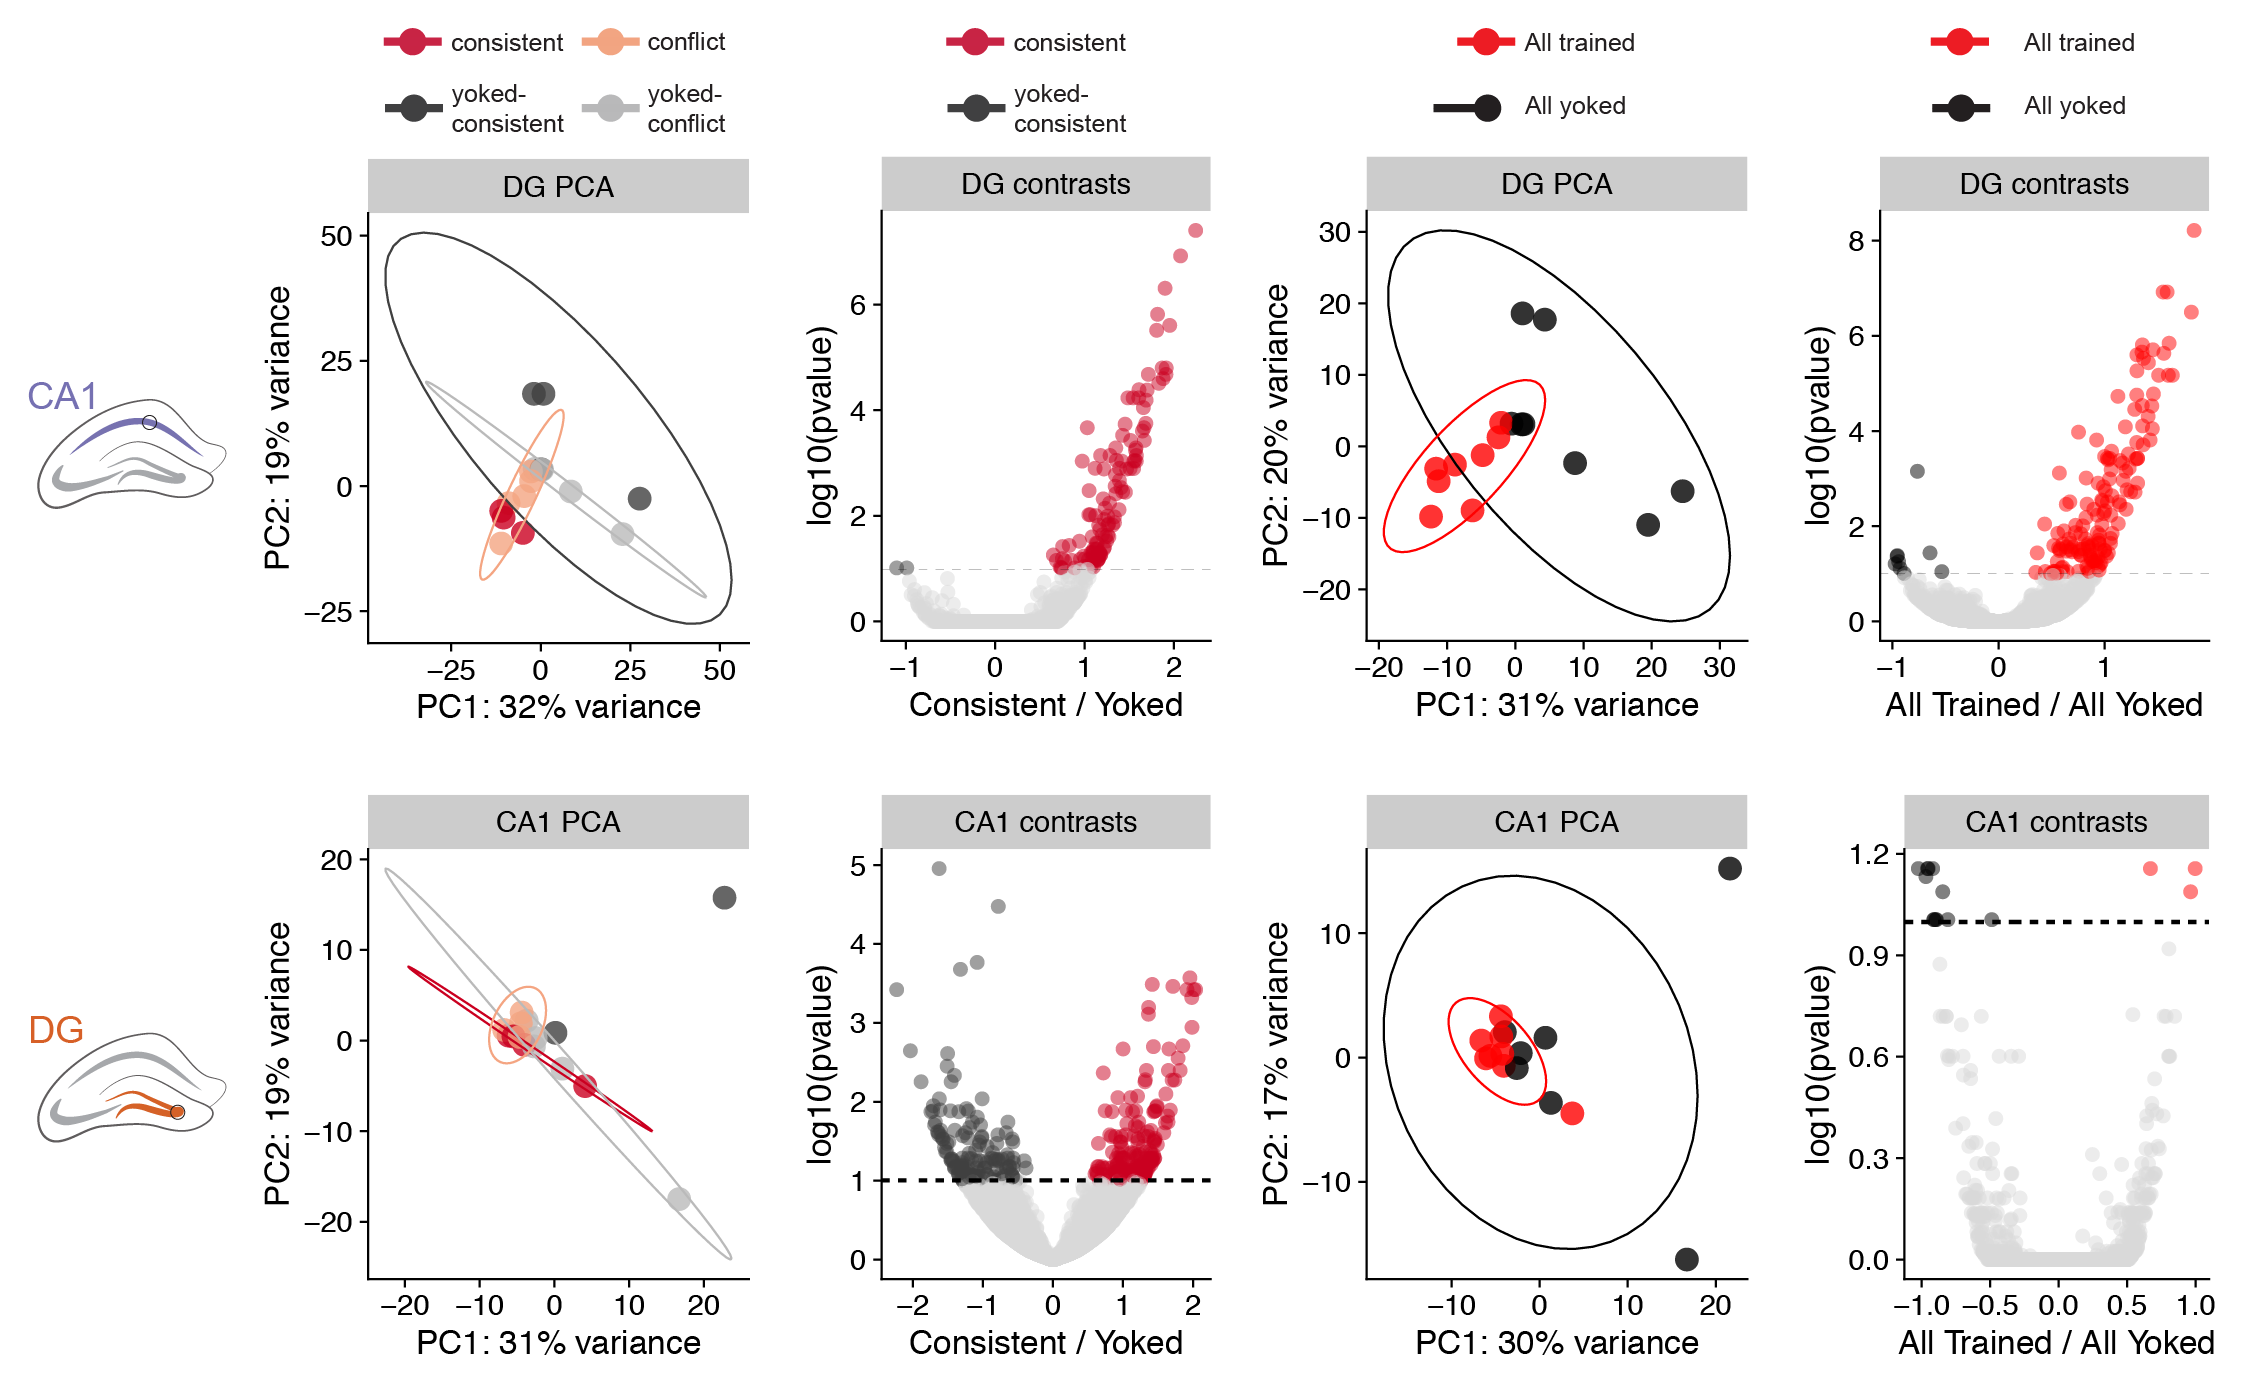 consistent
conflict
yoked-
consistent
yoked-
conflict
consistent
yoked-
consistent
All trained
All yoked
All trained
All yoked
CA1
DG PCA
PC2: 19% variance
50
25
0
−25
−25 0 25 50
PC1: 32% variance
DG contrasts
log10(pvalue)
6
4
2
0
−1 0 1 2
Consistent / Yoked
DG PCA
PC2: 20% variance
30
20
10
0
−10
−20
−20 −10 0 10 20 30
PC1: 31% variance
DG contrasts
log10(pvalue)
8
6
4
2
0
−1 0 1
All Trained / All Yoked
DG
CA1 PCA
PC2: 19% variance
20
10
0
−10
−20
−20 −10 0 10 20
PC1: 31% variance
CA1 contrasts
log10(pvalue)
5
4
3
2
1
0
−2 −1 0 1 2
Consistent / Yoked
CA1 PCA
PC2: 17% variance
10
0
−10
−10 0 10 20
PC1: 30% variance
CA1 contrasts
log10(pvalue)
1.2
0.9
0.6
0.3
0.0
−1.0 −0.5 0.0 0.5 1.0
All Trained / All Yoked